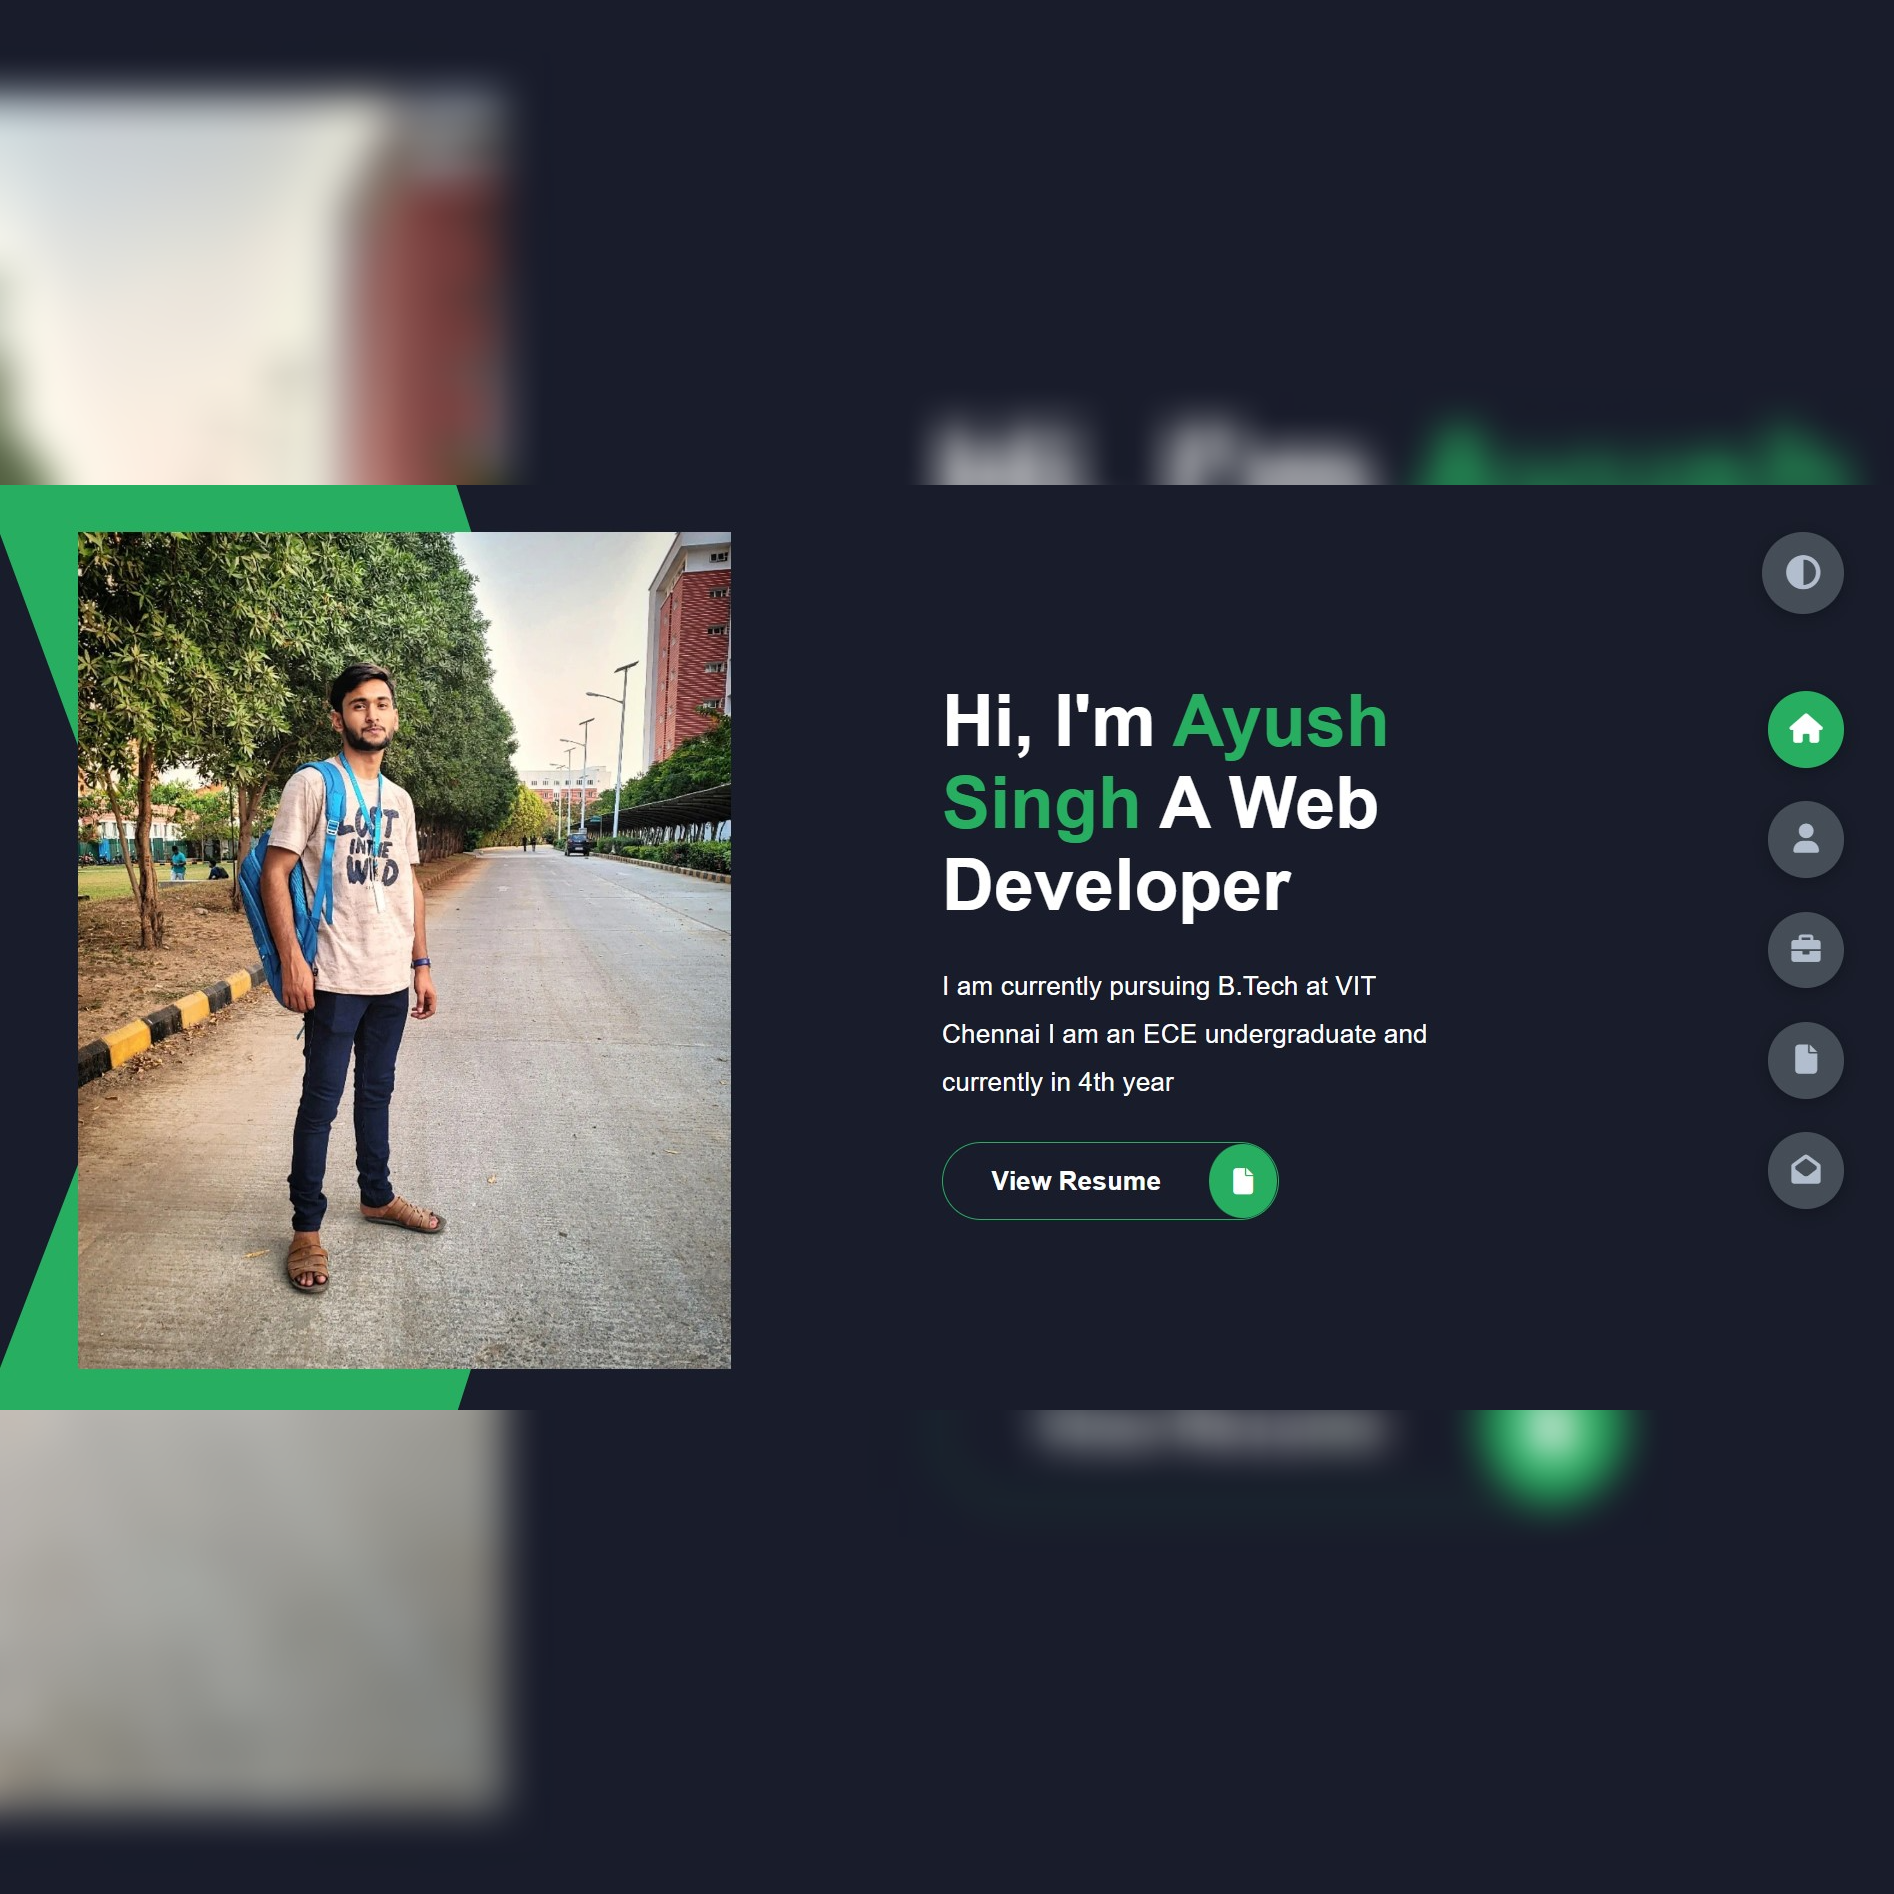 Hi, I'm Ayush
Singh A Web
Developer
I am currently pursuing B.Tech at VIT
Chennai I am an ECE undergraduate and
currently in 4th year
View Resume
LOST
IN THE